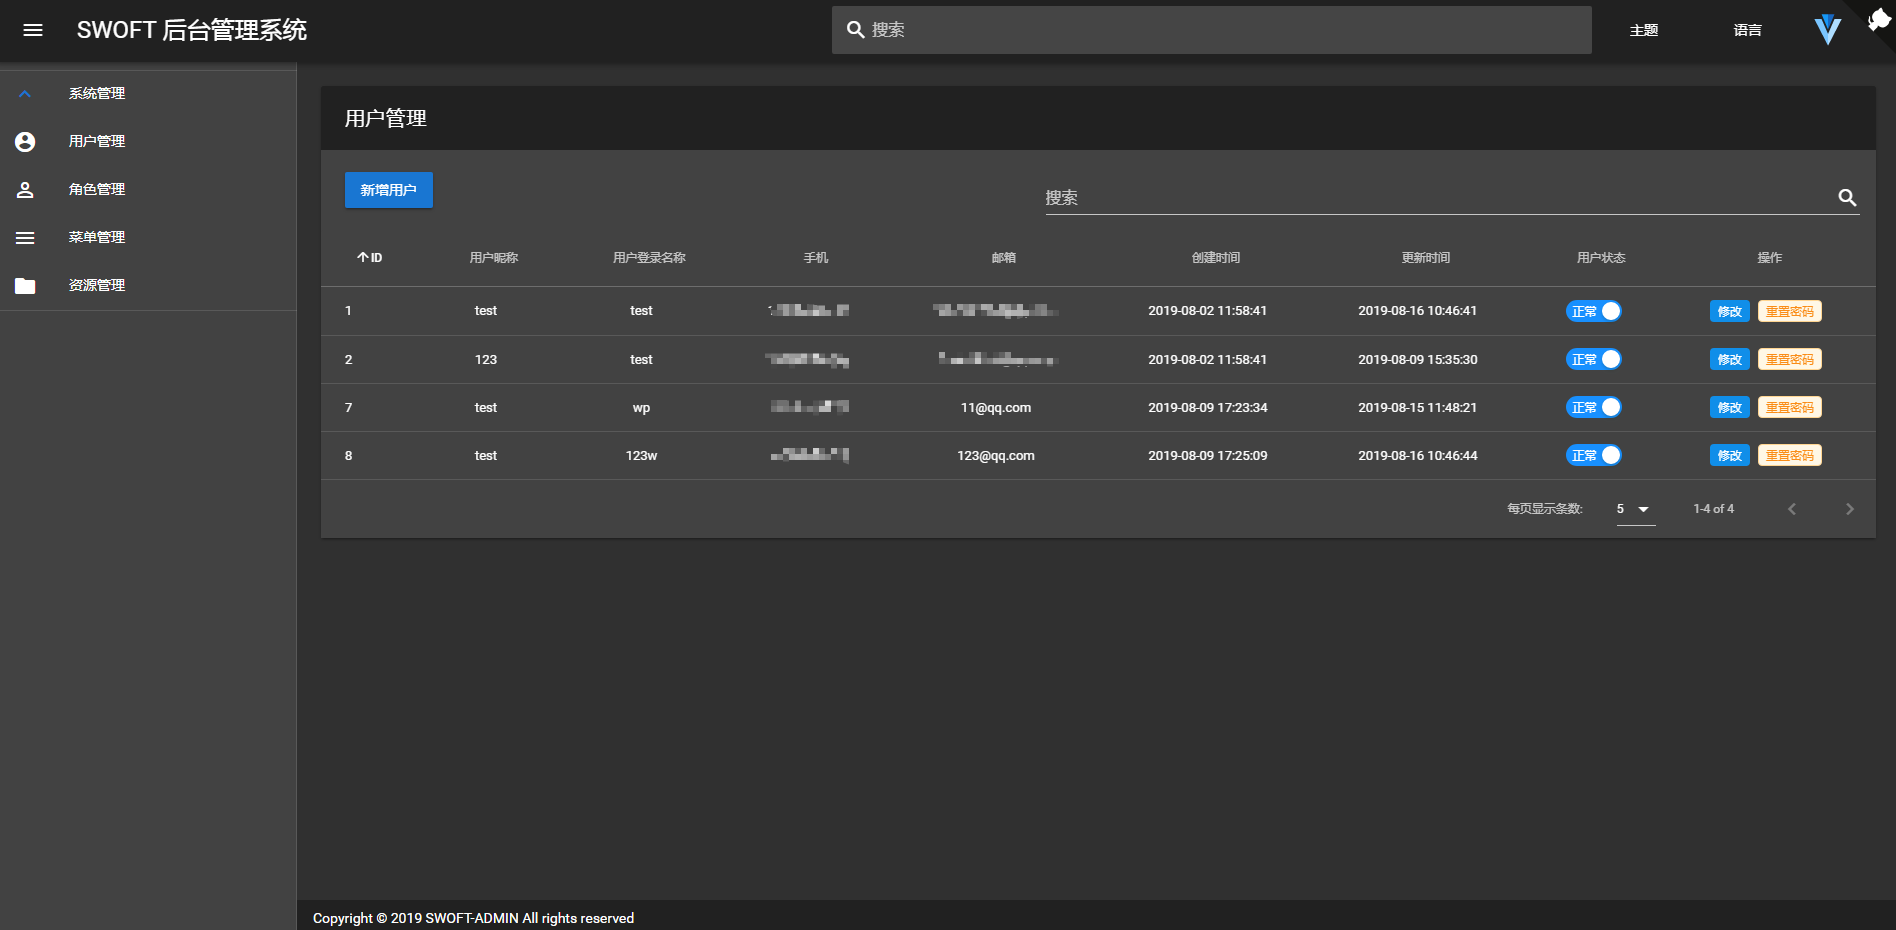 SWOFT 后台管理系统
搜索
主题
语言
系统管理
用户管理
角色管理
菜单管理
资源管理
用户管理
新增用户
搜索
ID 用户昵称 用户登录名称 手机 邮箱 创建时间 更新时间 用户状态 操作
1 test test 2019-08-02 11:58:41 2019-08-16 10:46:41 正常 修改 重置密码
2 123 test 2019-08-02 11:58:41 2019-08-09 15:35:30 正常 修改 重置密码
7 test wp 11@qq.com 2019-08-09 17:23:34 2019-08-15 11:48:21 正常 修改 重置密码
8 test 123w 123@qq.com 2019-08-09 17:25:09 2019-08-16 10:46:44 正常 修改 重置密码
每页显示条数: 5 1-4 of 4
Copyright © 2019 SWOFT-ADMIN All rights reserved